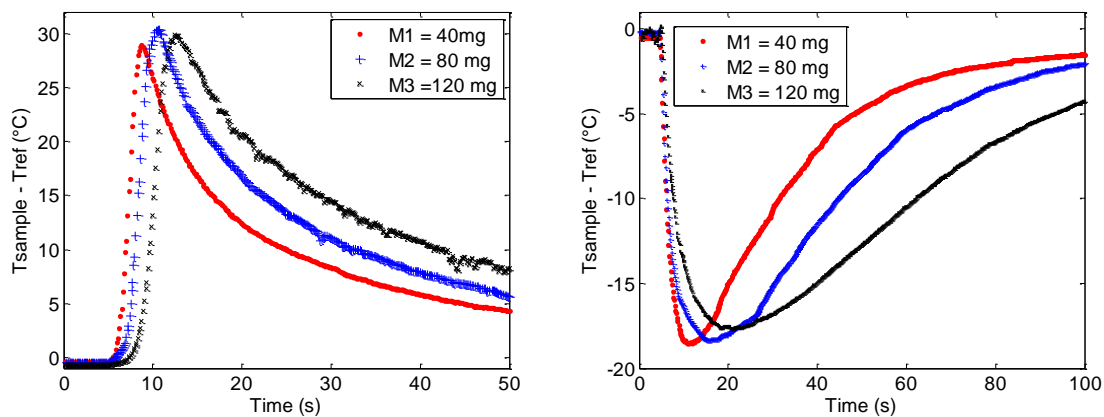 30
25
20
15
10
5
0
0
10
20
30
40
50
Tsample - Tref (°C)
Time (s)
M1 = 40mg
M2 = 80 mg
M3 =120 mg
0
-5
-10
-15
-20
0
20
40
60
80
100
Tsample - Tref (°C)
Time (s)
M1 = 40 mg
M2 = 80 mg
M3 = 120 mg